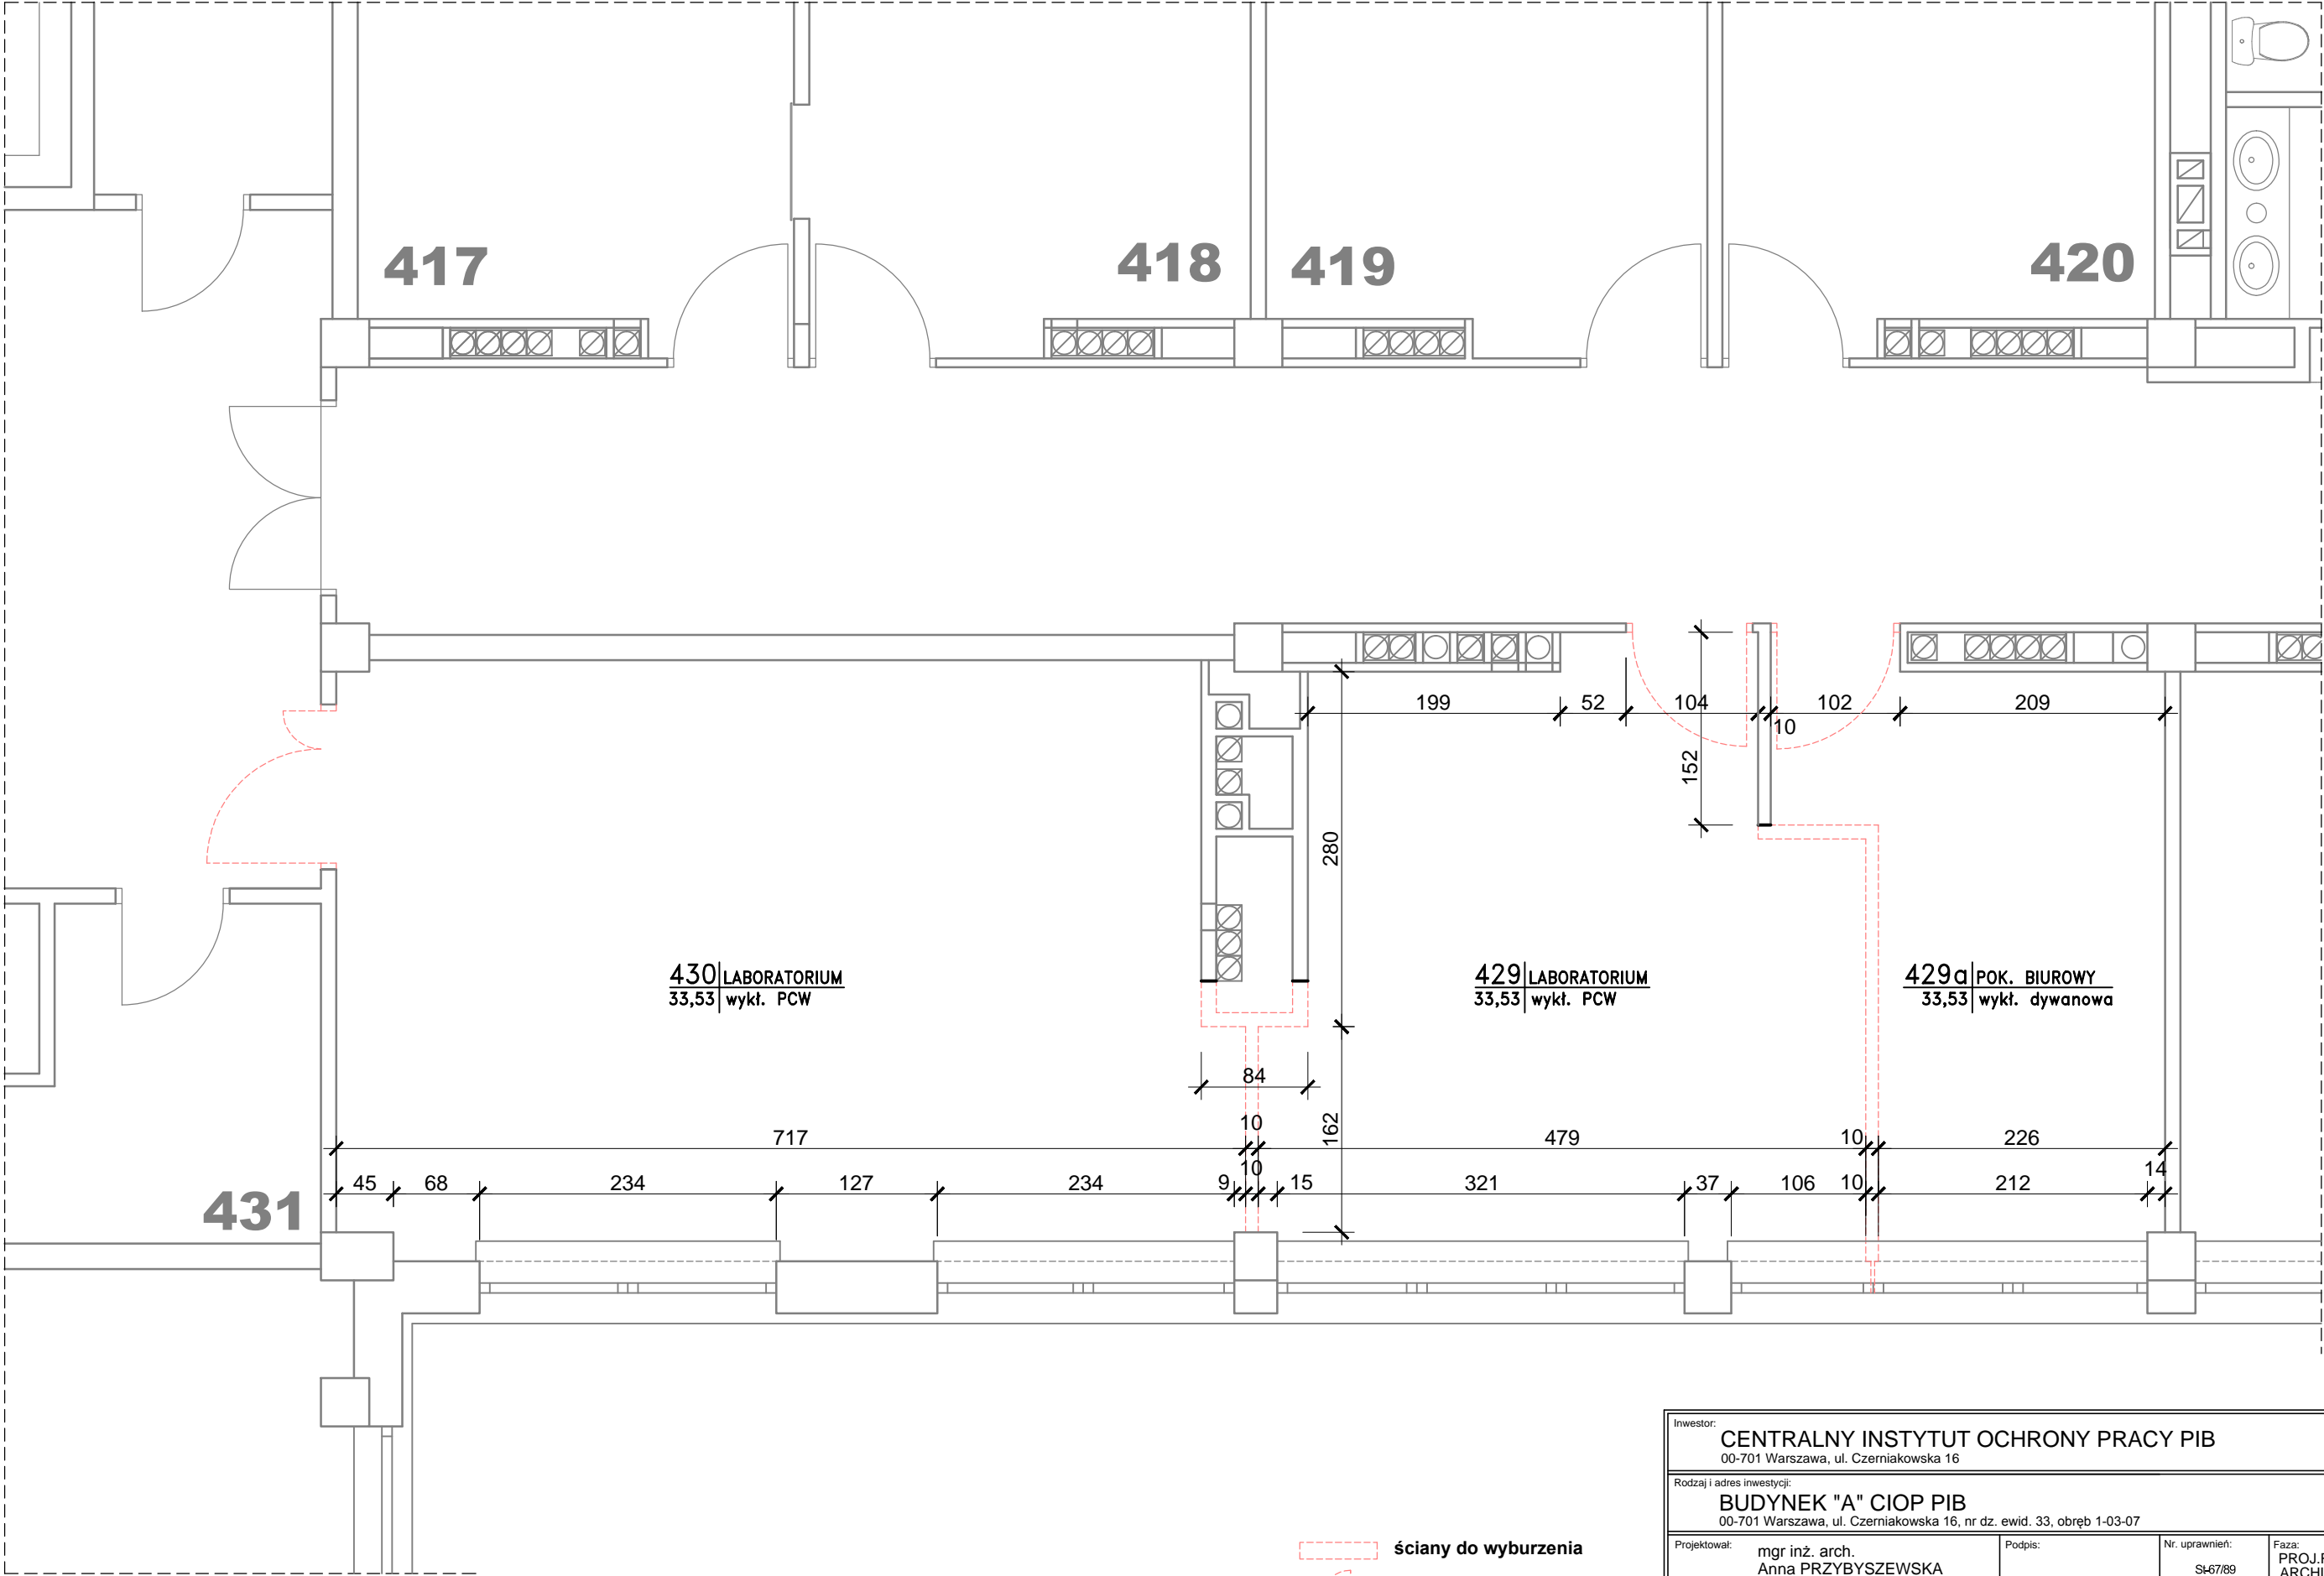 417
418
419
420
199
52
104
10
102
209
152
280
430 LABORATORIUM
33,53 wykł. PCW
429 LABORATORIUM
33,53 wykł. PCW
429a POK. BIUROWY
33,53 wykł. dywanowa
84
162
717
10
479
10
226
45
68
234
127
234
9
10
15
321
37
106
10
212
14
431
Inwestor:
CENTRALNY INSTYTUT OCHRONY PRACY PIB
00-701 Warszawa, ul. Czerniakowska 16
Rodzaj i adres inwestycji:
BUDYNEK "A" CIOP PIB
00-701 Warszawa, ul. Czerniakowska 16, nr dz. ewid. 33, obręb 1-03-07
ściany do wyburzenia
Projektował:
mgr inż. arch.
Anna PRZYBYSZEWSKA
Podpis:
Nr. uprawnień:
St-67/89
Faza: